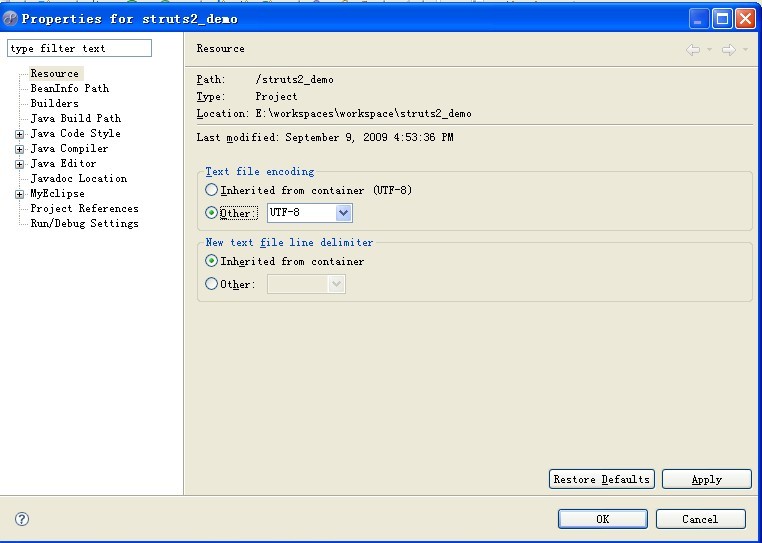 Properties for struts2_demo
type filter text
Resource
BeanInfo Path
Builders
Java Build Path
Java Code Style
Java Compiler
Java Editor
Javadoc Location
MyEclipse
Project References
Run/Debug Settings
Resource
Path: /struts2_demo
Type: Project
Location: E:\workspaces\workspace\struts2_demo
Last modified: September 9, 2009 4:53:36 PM
Text file encoding
Inherited from container (UTF-8)
Other: UTF-8
New text file line delimiter
Inherited from container
Other:
Restore Defaults Apply
? OK Cancel